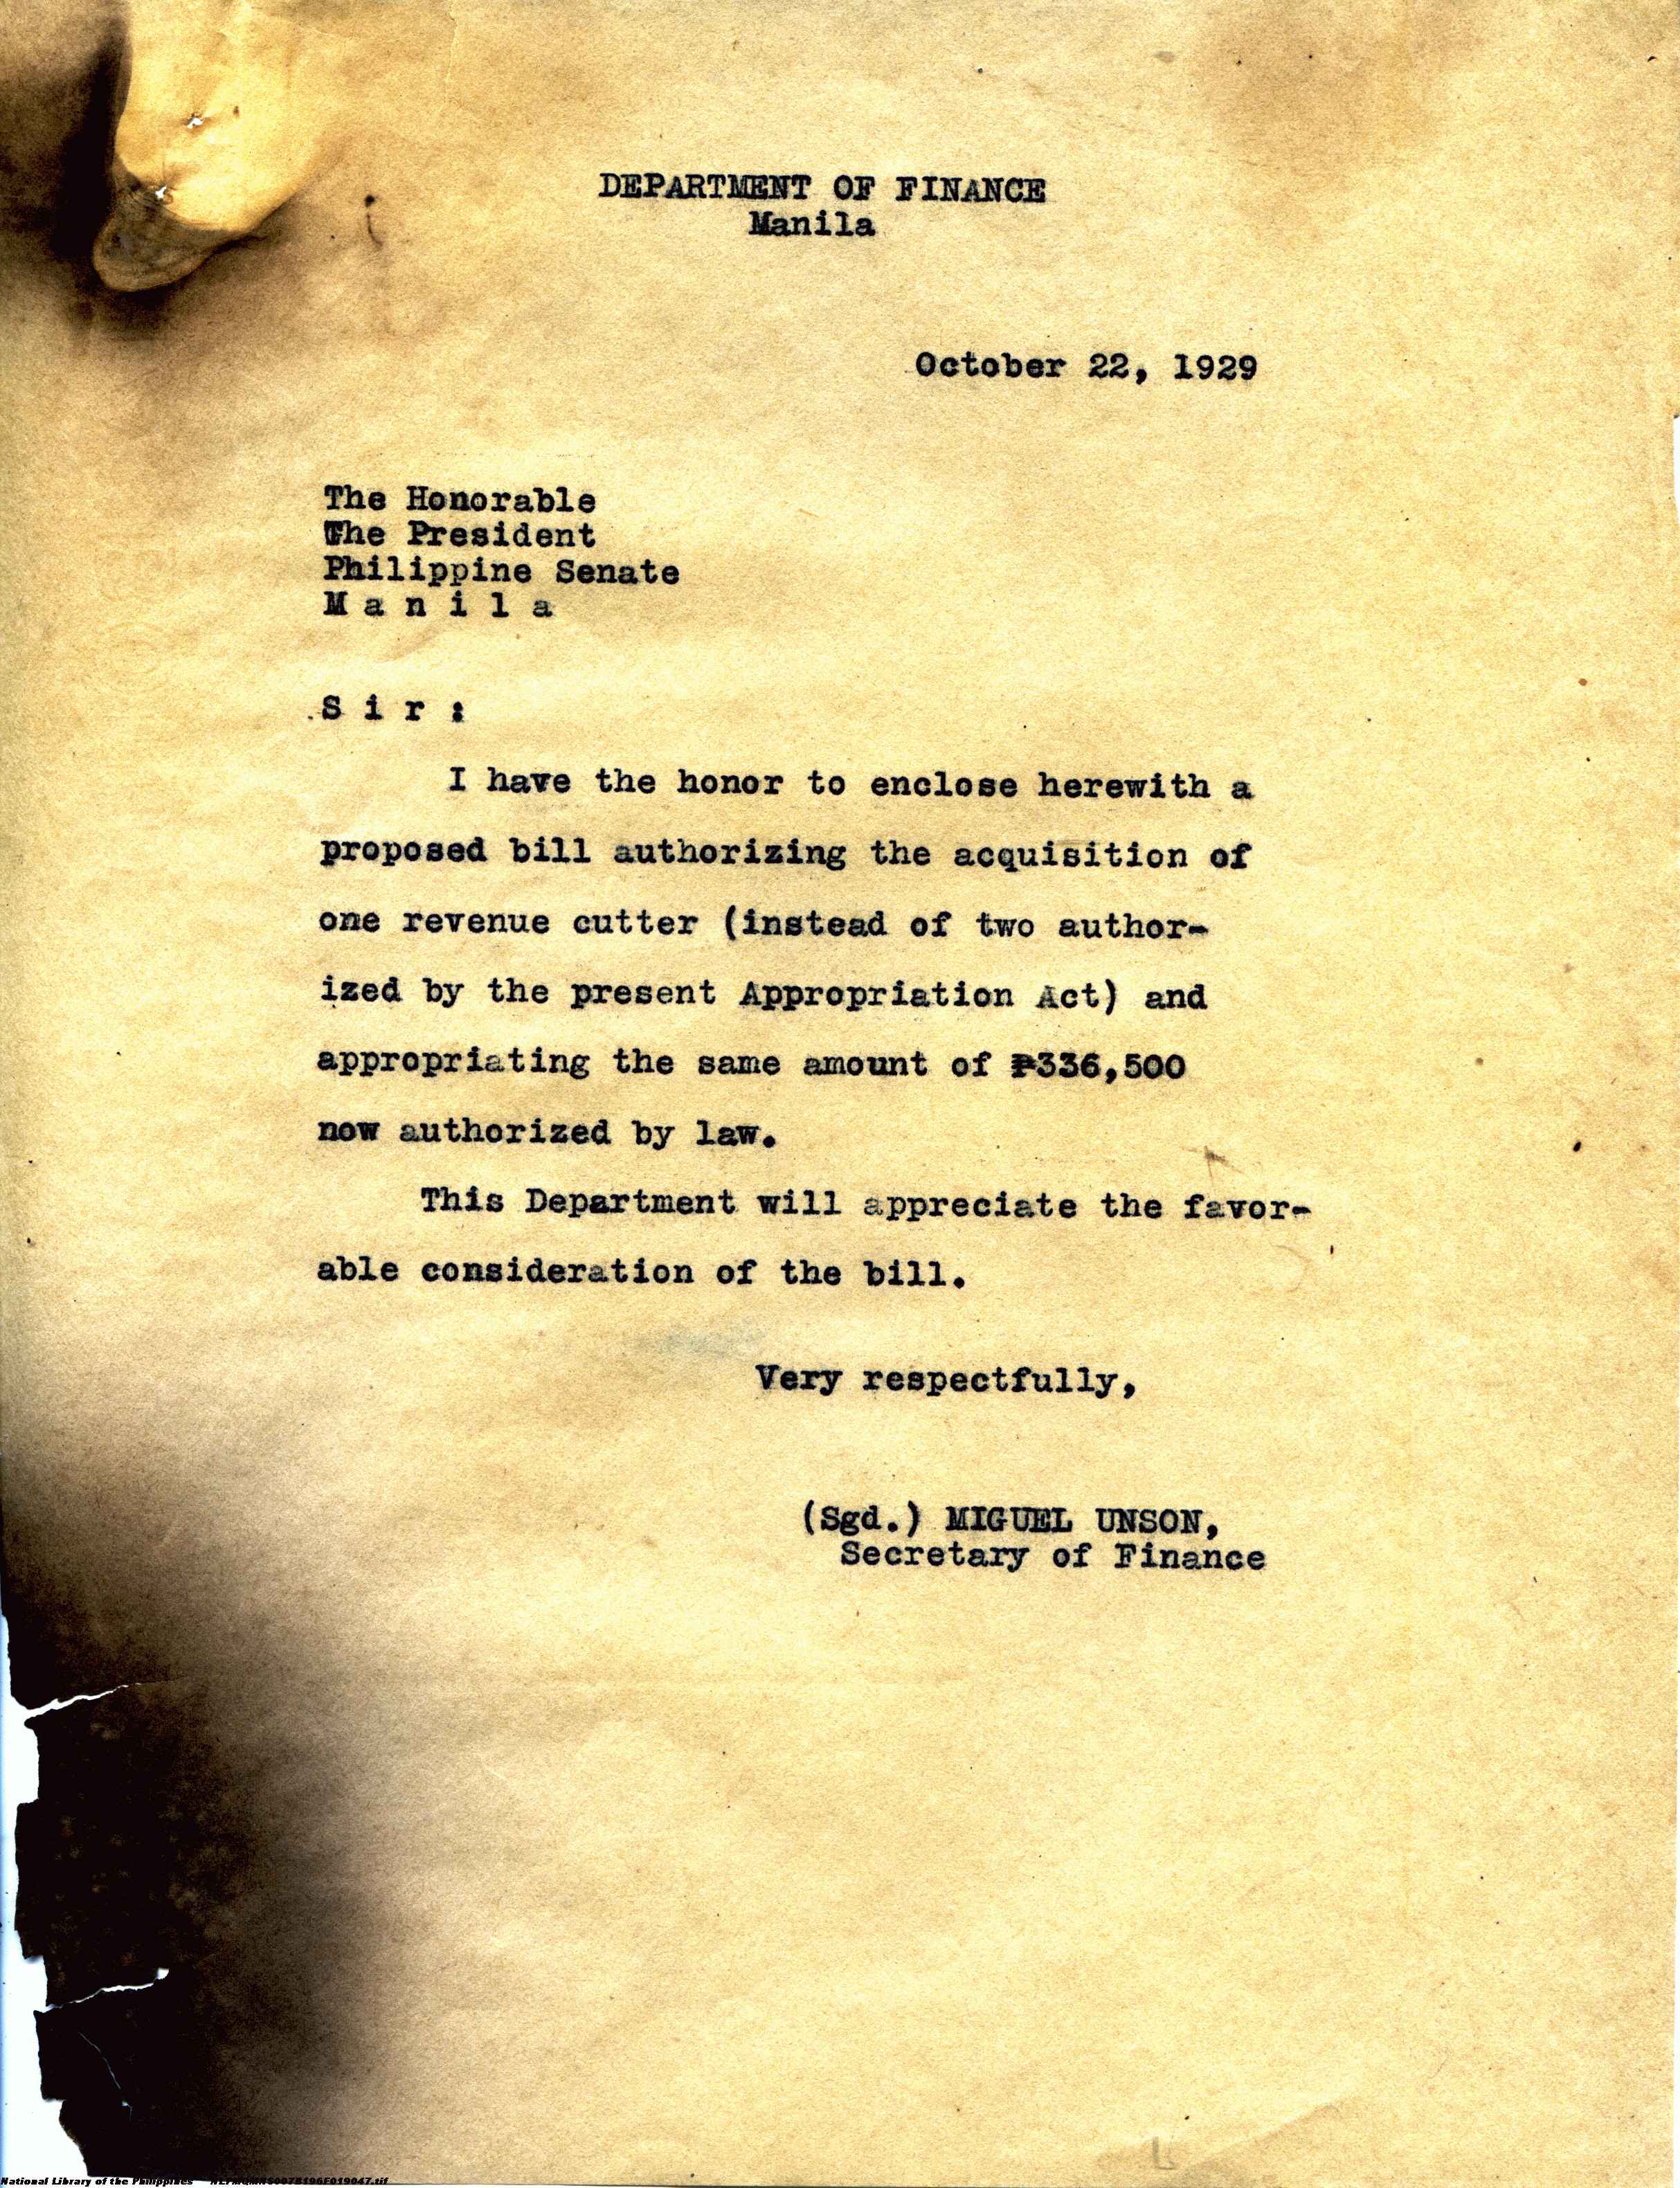 DEPARTMENT OF FINANCE
Manila
October 22, 1929
The Honorable
The President
Philippine Senate
M a n i l a
S i r :
I have the honor to enclose herewith a
proposed bill authorizing the acquisition of
one revenue cutter (instead of two author-
ized by the present Appropriation Act) and
appropriating the same amount of ₱336,500
now authorized by law.
This Department will appreciate the favor-
able consideration of the bill.
Very respectfully,
(Sgd.) MIGUEL UNSON,
Secretary of Finance
National Library of the Philippines